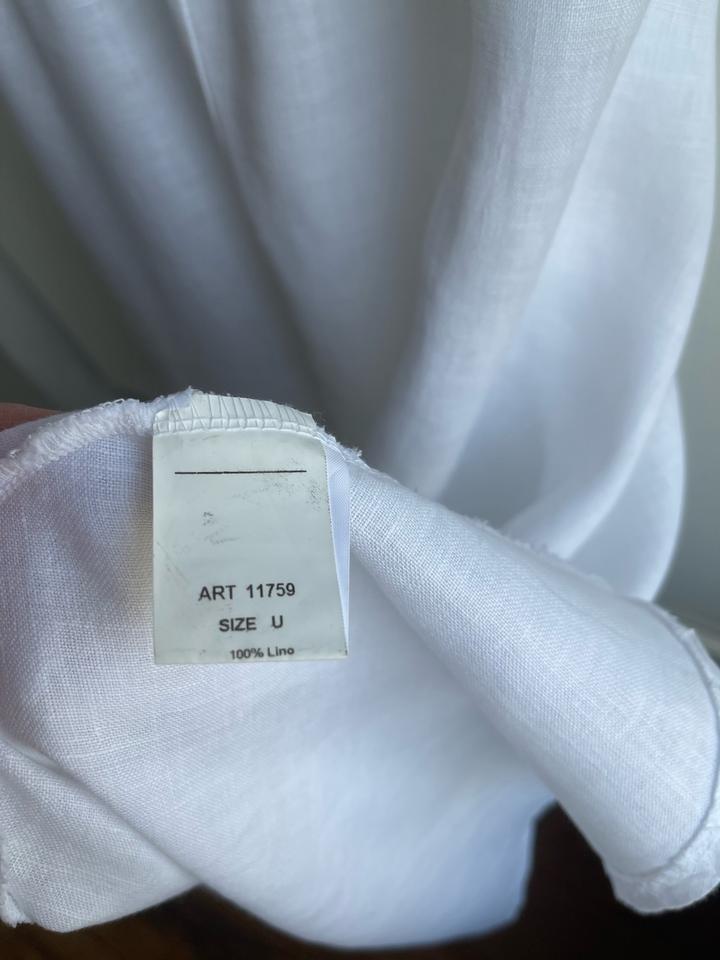 ART 11759
SIZE U
100% Lino